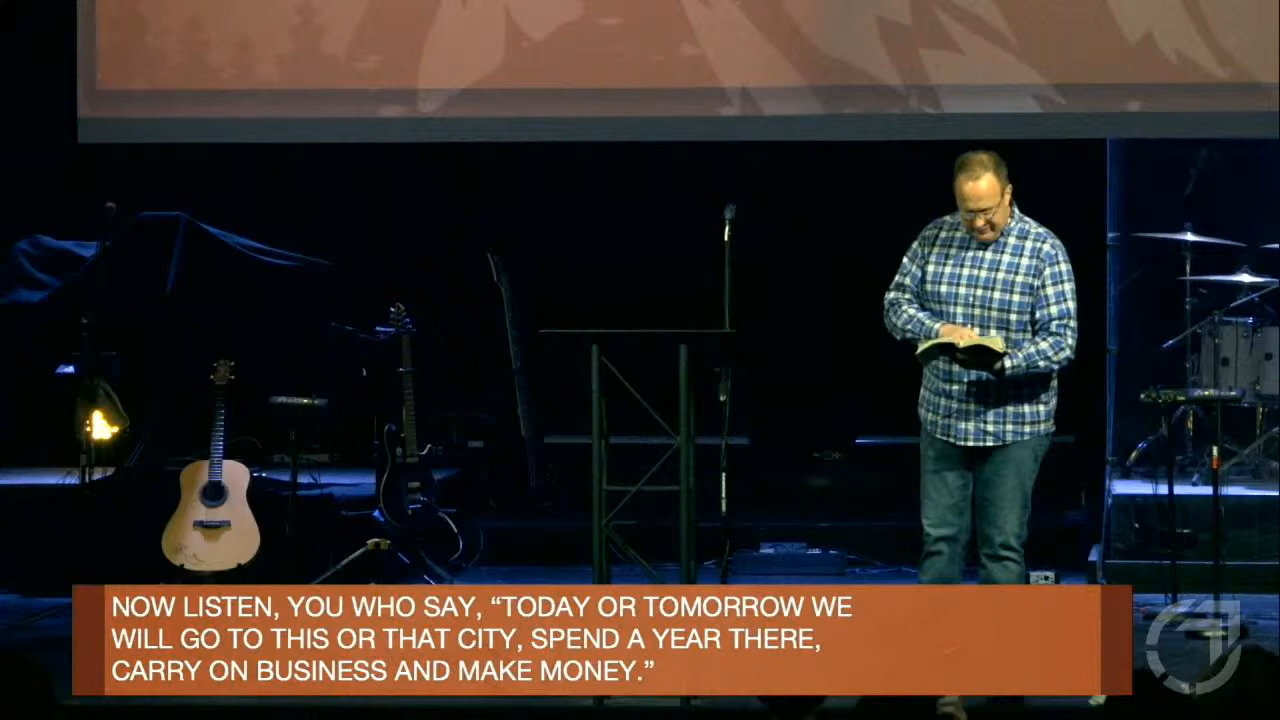 NOW LISTEN, YOU WHO SAY, “TODAY OR TOMORROW WE
WILL GO TO THIS OR THAT CITY, SPEND A YEAR THERE,
CARRY ON BUSINESS AND MAKE MONEY.”